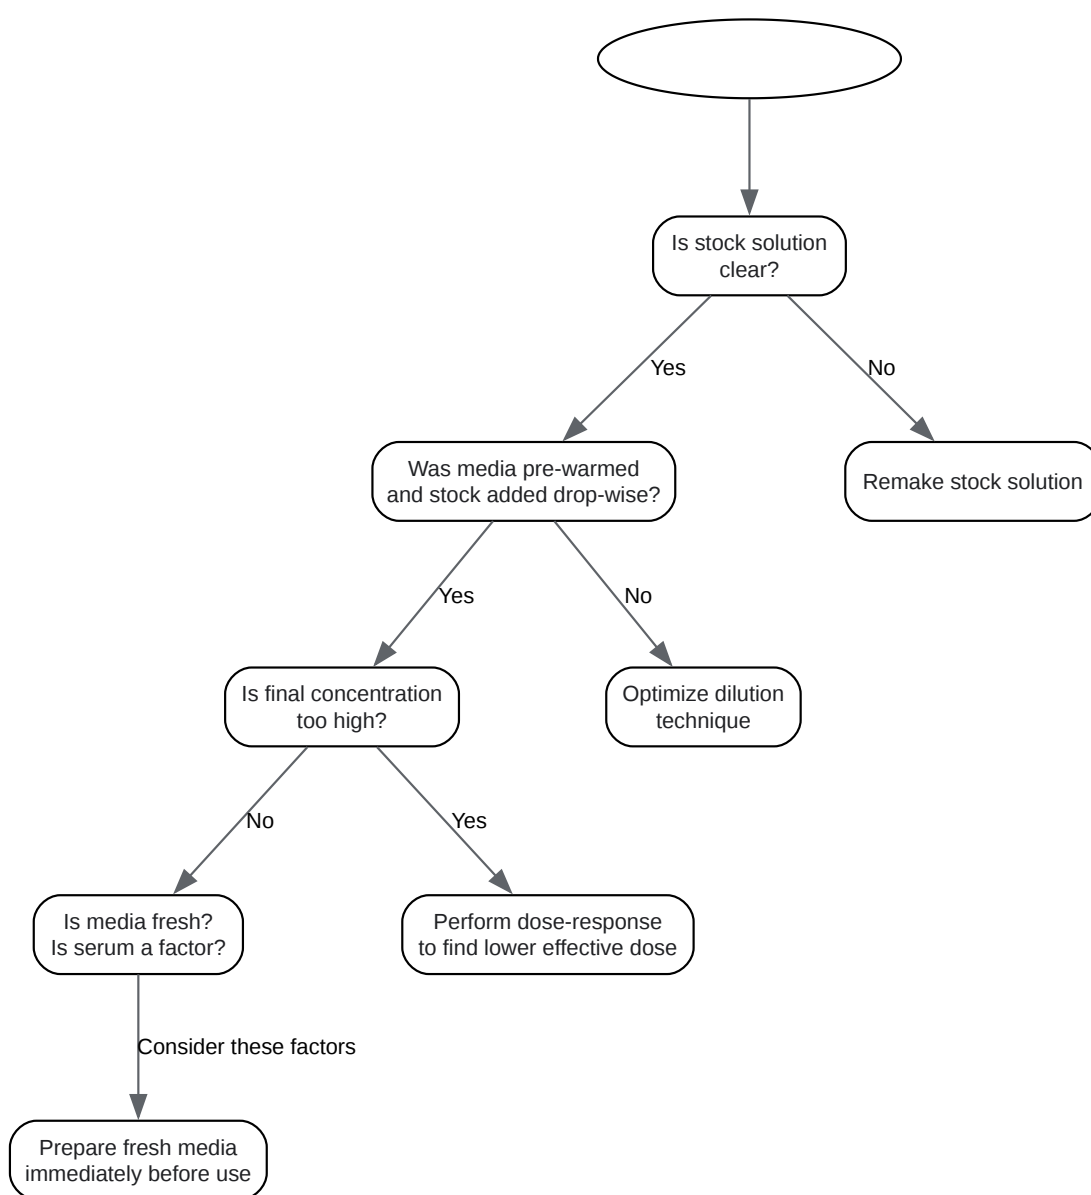 Is stock solution
clear?
Yes
No
Was media pre-warmed
and stock added drop-wise?
Remake stock solution
Yes
No
Is final concentration
too high?
Optimize dilution
technique
No
Yes
Is media fresh?
Is serum a factor?
Perform dose-response
to find lower effective dose
Consider these factors
Prepare fresh media
immediately before use